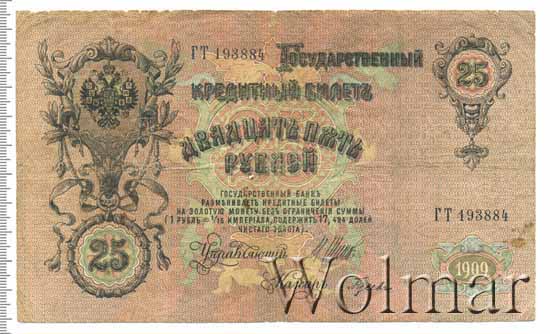 ГТ 193884
Государственный
25
Кредитный Билетъ
Двадцать пять
рублей
Государственный Банкъ
размѣниваетъ кредитные билеты
на золотую монету безъ ограниченія суммы
(1 рубль = 1/15 имперіала, содержитъ 17,424 долей
чистаго золота).
ГТ 193884
Управляющій
25
Кассиръ
1909
Wolmar